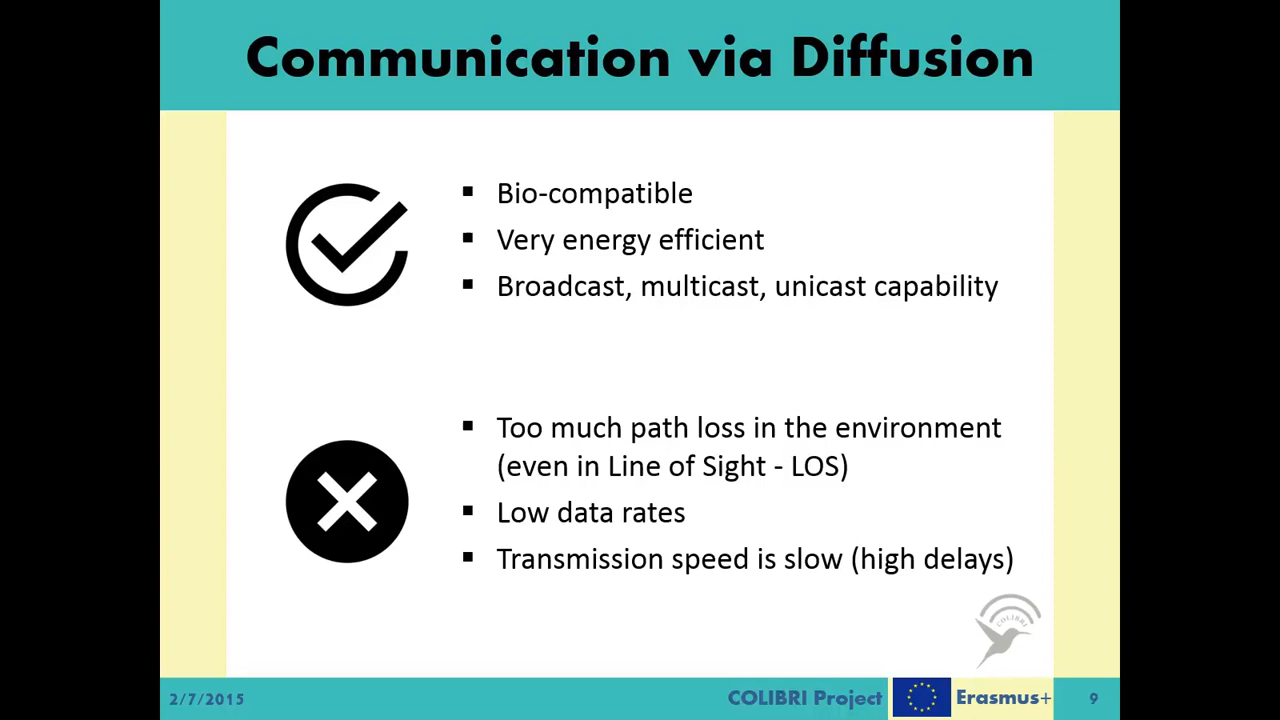 Communication via Diffusion
▪ Bio-compatible
▪ Very energy efficient
▪ Broadcast, multicast, unicast capability
▪ Too much path loss in the environment
(even in Line of Sight - LOS)
▪ Low data rates
▪ Transmission speed is slow (high delays)
COLIBRI
2/7/2015
COLIBRI Project
Erasmus+
9